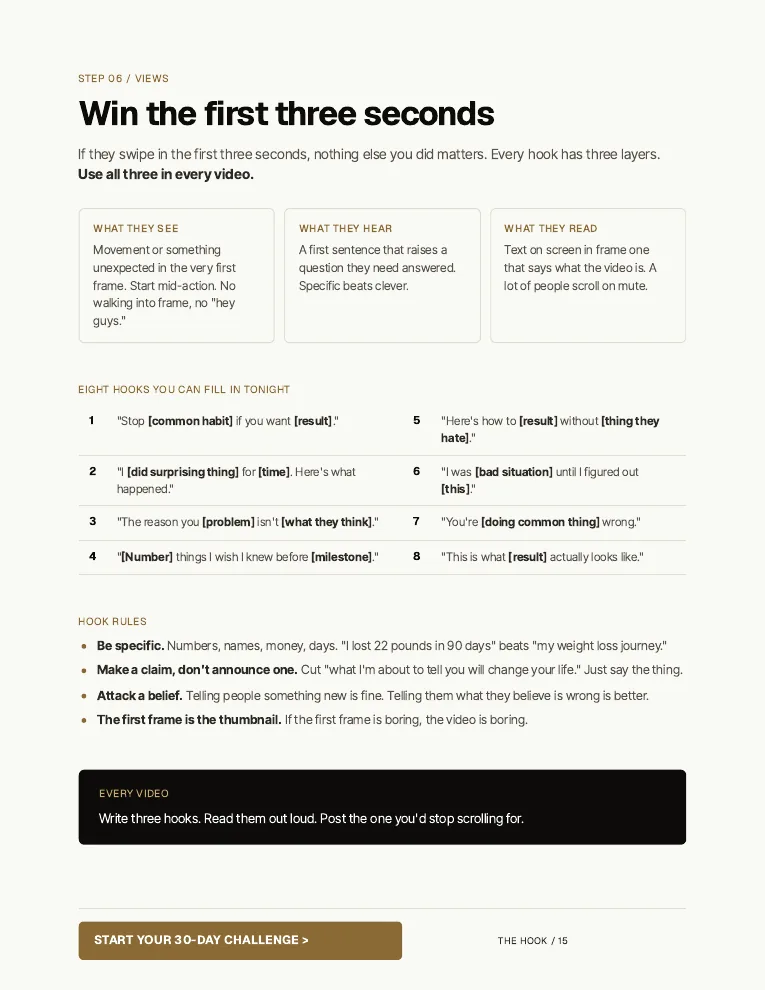 STEP 06 / VIEWS
Win the first three seconds
If they swipe in the first three seconds, nothing else you did matters. Every hook has three layers.
Use all three in every video.
WHAT THEY SEE
Movement or something
unexpected in the very first
frame. Start mid-action. No
walking into frame, no "hey
guys."
WHAT THEY HEAR
A first sentence that raises a
question they need answered.
Specific beats clever.
WHAT THEY READ
Text on screen in frame one
that says what the video is. A
lot of people scroll on mute.
EIGHT HOOKS YOU CAN FILL IN TONIGHT
1 "Stop [common habit] if you want [result]."
2 "I [did surprising thing] for [time]. Here's what
happened."
3 "The reason you [problem] isn't [what they think]."
4 "[Number] things I wish I knew before [milestone]."
5 "Here's how to [result] without [thing they
hate]."
6 "I was [bad situation] until I figured out
[this]."
7 "You're [doing common thing] wrong."
8 "This is what [result] actually looks like."
HOOK RULES
• Be specific. Numbers, names, money, days. "I lost 22 pounds in 90 days" beats "my weight loss journey."
• Make a claim, don't announce one. Cut "what I'm about to tell you will change your life." Just say the thing.
• Attack a belief. Telling people something new is fine. Telling them what they believe is wrong is better.
• The first frame is the thumbnail. If the first frame is boring, the video is boring.
EVERY VIDEO
Write three hooks. Read them out loud. Post the one you'd stop scrolling for.
START YOUR 30-DAY CHALLENGE >
THE HOOK / 15